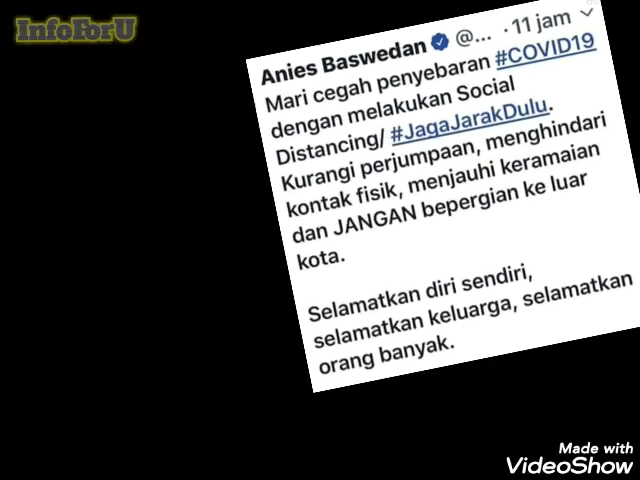 InfoForU
Anies Baswedan @... · 11 jam
Mari cegah penyebaran #COVID19
dengan melakukan Social
Distancing/ #JagaJarakDulu.
Kurangi perjumpaan, menghindari
kontak fisik, menjauhi keramaian
dan JANGAN bepergian ke luar
kota.
Selamatkan diri sendiri,
selamatkan keluarga, selamatkan
orang banyak.
Made with
VideoShow